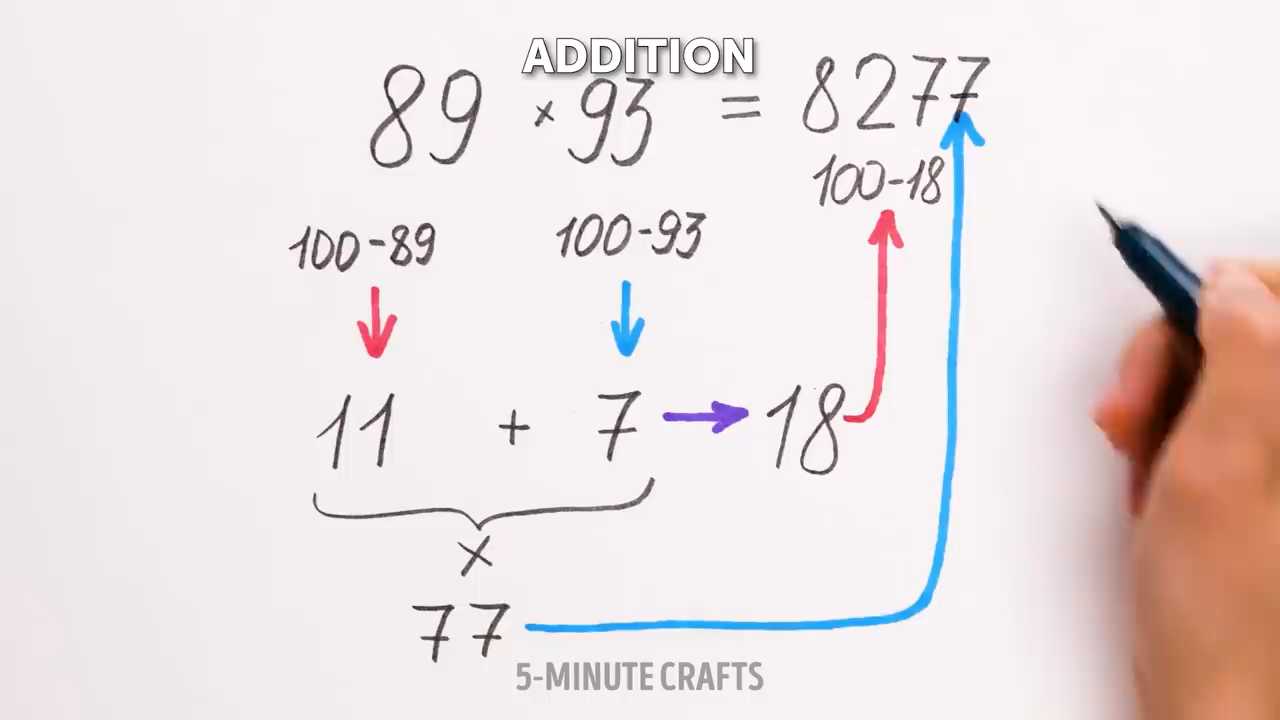 ADDITION
89 × 93 = 8277
100-18
100-89 100-93
11 + 7 → 18
×
77
5-MINUTE CRAFTS